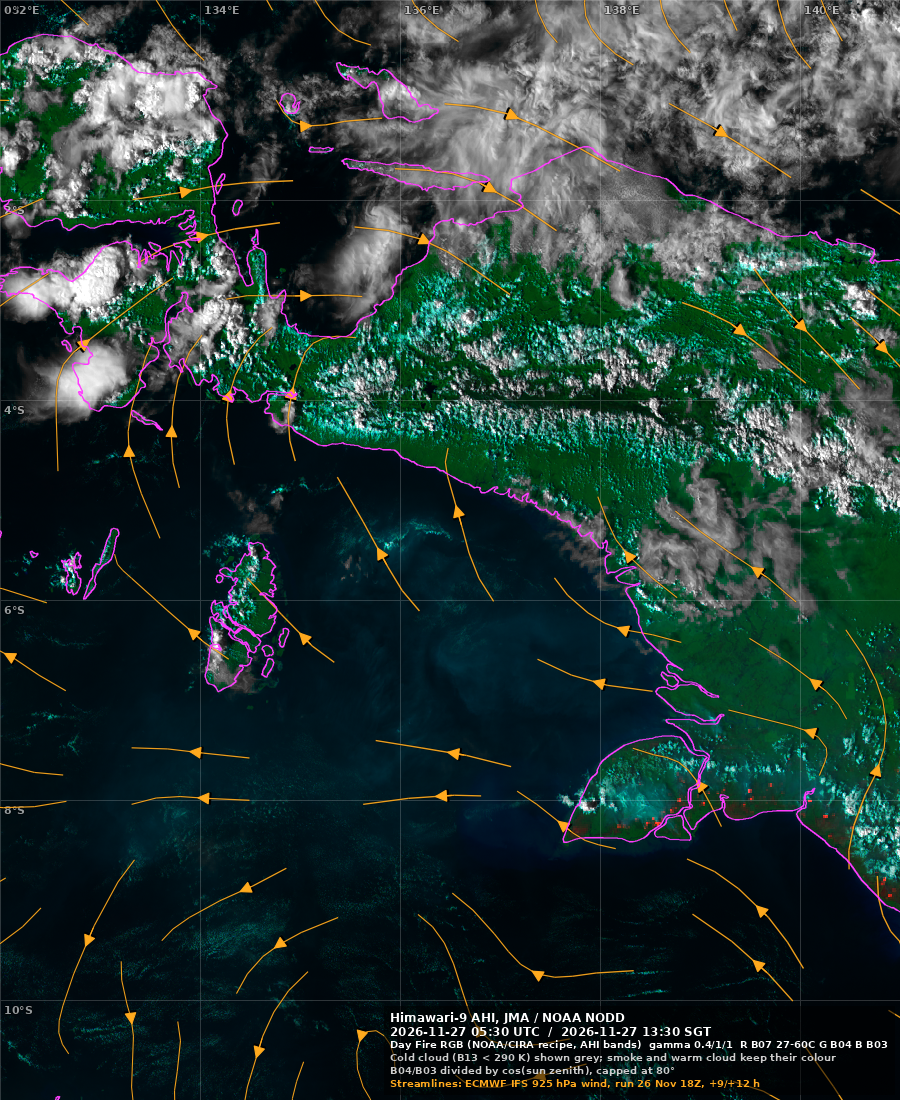 132°E 134°E 136°E 138°E 140°E
2°S
4°S
6°S
8°S
10°S
Himawari-9 AHI, JMA / NOAA NODD
2026-11-27 05:30 UTC / 2026-11-27 13:30 SGT
Day Fire RGB (NOAA/CIRA recipe, AHI bands) gamma 0.4/1/1 R B07 27-60C G B04 B B03
Cold cloud (B13 < 290 K) shown grey; smoke and warm cloud keep their colour
B04/B03 divided by cos(sun zenith), capped at 80°
Streamlines: ECMWF IFS 925 hPa wind, run 26 Nov 18Z, +9/+12 h